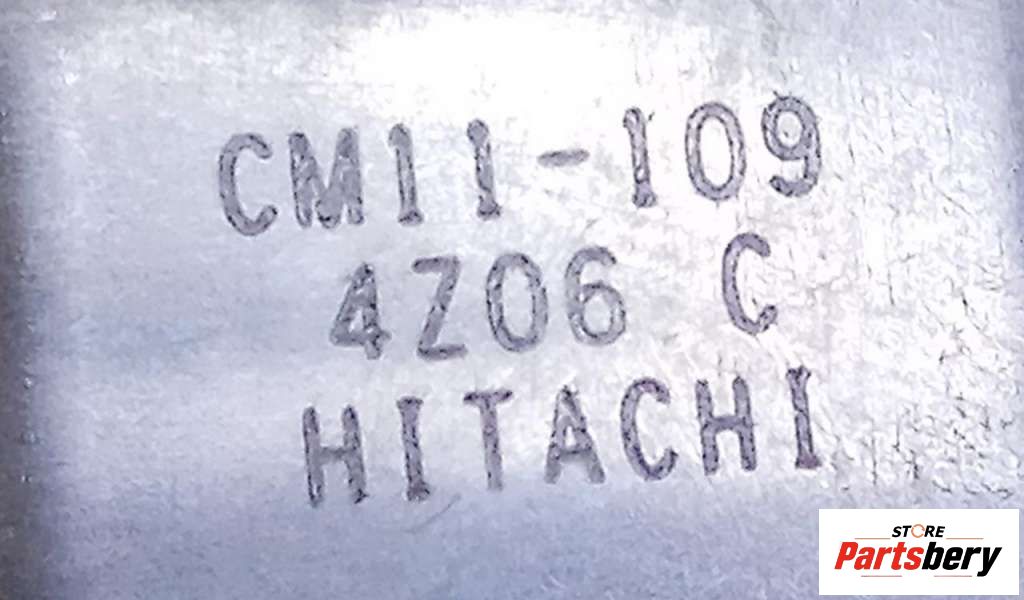 CM11-109
4Z06 C
HITACHI
STORE
Partsbery